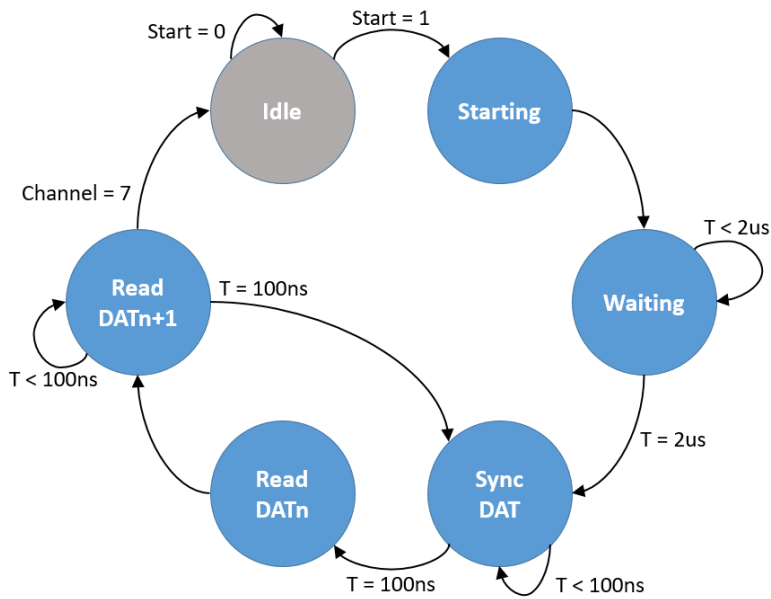 Start = 0
Start = 1
Idle
Starting
Channel = 7
T < 2us
Read
DATn+1
T = 100ns
Waiting
T < 100ns
T = 2us
Read
DATn
Sync
DAT
T = 100ns
T < 100ns